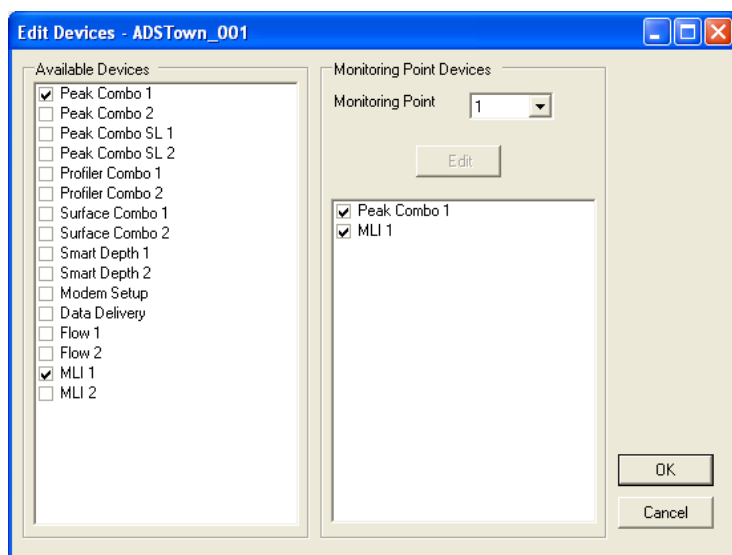 Edit Devices - ADSTown_001
Available Devices
Peak Combo 1
Peak Combo 2
Peak Combo SL 1
Peak Combo SL 2
Profiler Combo 1
Profiler Combo 2
Surface Combo 1
Surface Combo 2
Smart Depth 1
Smart Depth 2
Modem Setup
Data Delivery
Flow 1
Flow 2
MLI 1
MLI 2
Monitoring Point Devices
Monitoring Point 1
Edit
Peak Combo 1
MLI 1
OK
Cancel